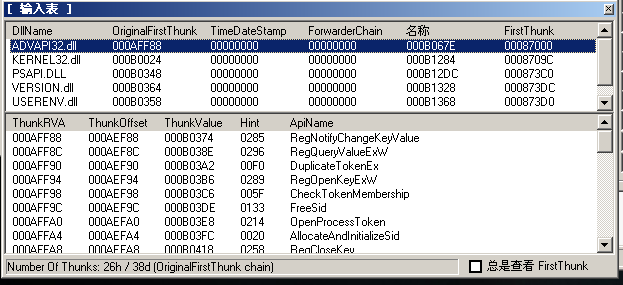 [ 输入表 ]
DllName OriginalFirstThunk TimeDateStamp ForwarderChain 名称 FirstThunk
ADVAPI32.dll 000AFF88 00000000 00000000 000B067E 00087000
KERNEL32.dll 000B0024 00000000 00000000 000B1284 0008709C
PSAPI.DLL 000B0348 00000000 00000000 000B12DC 000873C0
VERSION.dll 000B0364 00000000 00000000 000B1328 000873DC
USERENV.dll 000B0358 00000000 00000000 000B1368 000873D0
ThunkRVA ThunkOffset ThunkValue Hint ApiName
000AFF88 000AEF88 000B0374 0285 RegNotifyChangeKeyValue
000AFF8C 000AEF8C 000B038E 0296 RegQueryValueExW
000AFF90 000AEF90 000B03A2 00F0 DuplicateTokenEx
000AFF94 000AEF94 000B03B6 0289 RegOpenKeyExW
000AFF98 000AEF98 000B03C6 005F CheckTokenMembership
000AFF9C 000AEF9C 000B03DE 0133 FreeSid
000AFFA0 000AEFA0 000B03E8 0214 OpenProcessToken
000AFFA4 000AEFA4 000B03FC 0020 AllocateAndInitializeSid
000AFFA8 000AEFA8 000B0418 0258 RegCloseKey
Number Of Thunks: 26h / 38d (OriginalFirstThunk chain) 总是查看 FirstThunk